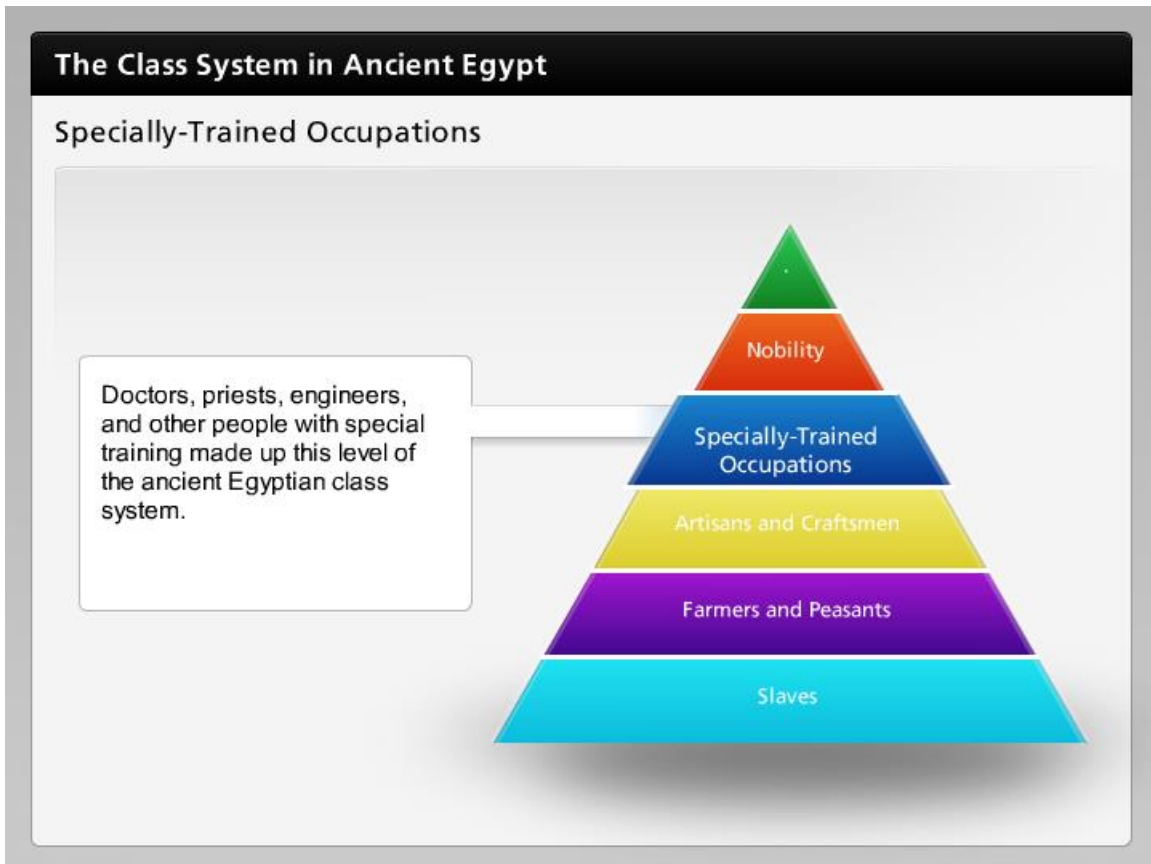 The Class System in Ancient Egypt
Specially-Trained Occupations
Doctors, priests, engineers,
and other people with special
training made up this level of
the ancient Egyptian class
system.
.
Nobility
Specially-Trained
Occupations
Artisans and Craftsmen
Farmers and Peasants
Slaves